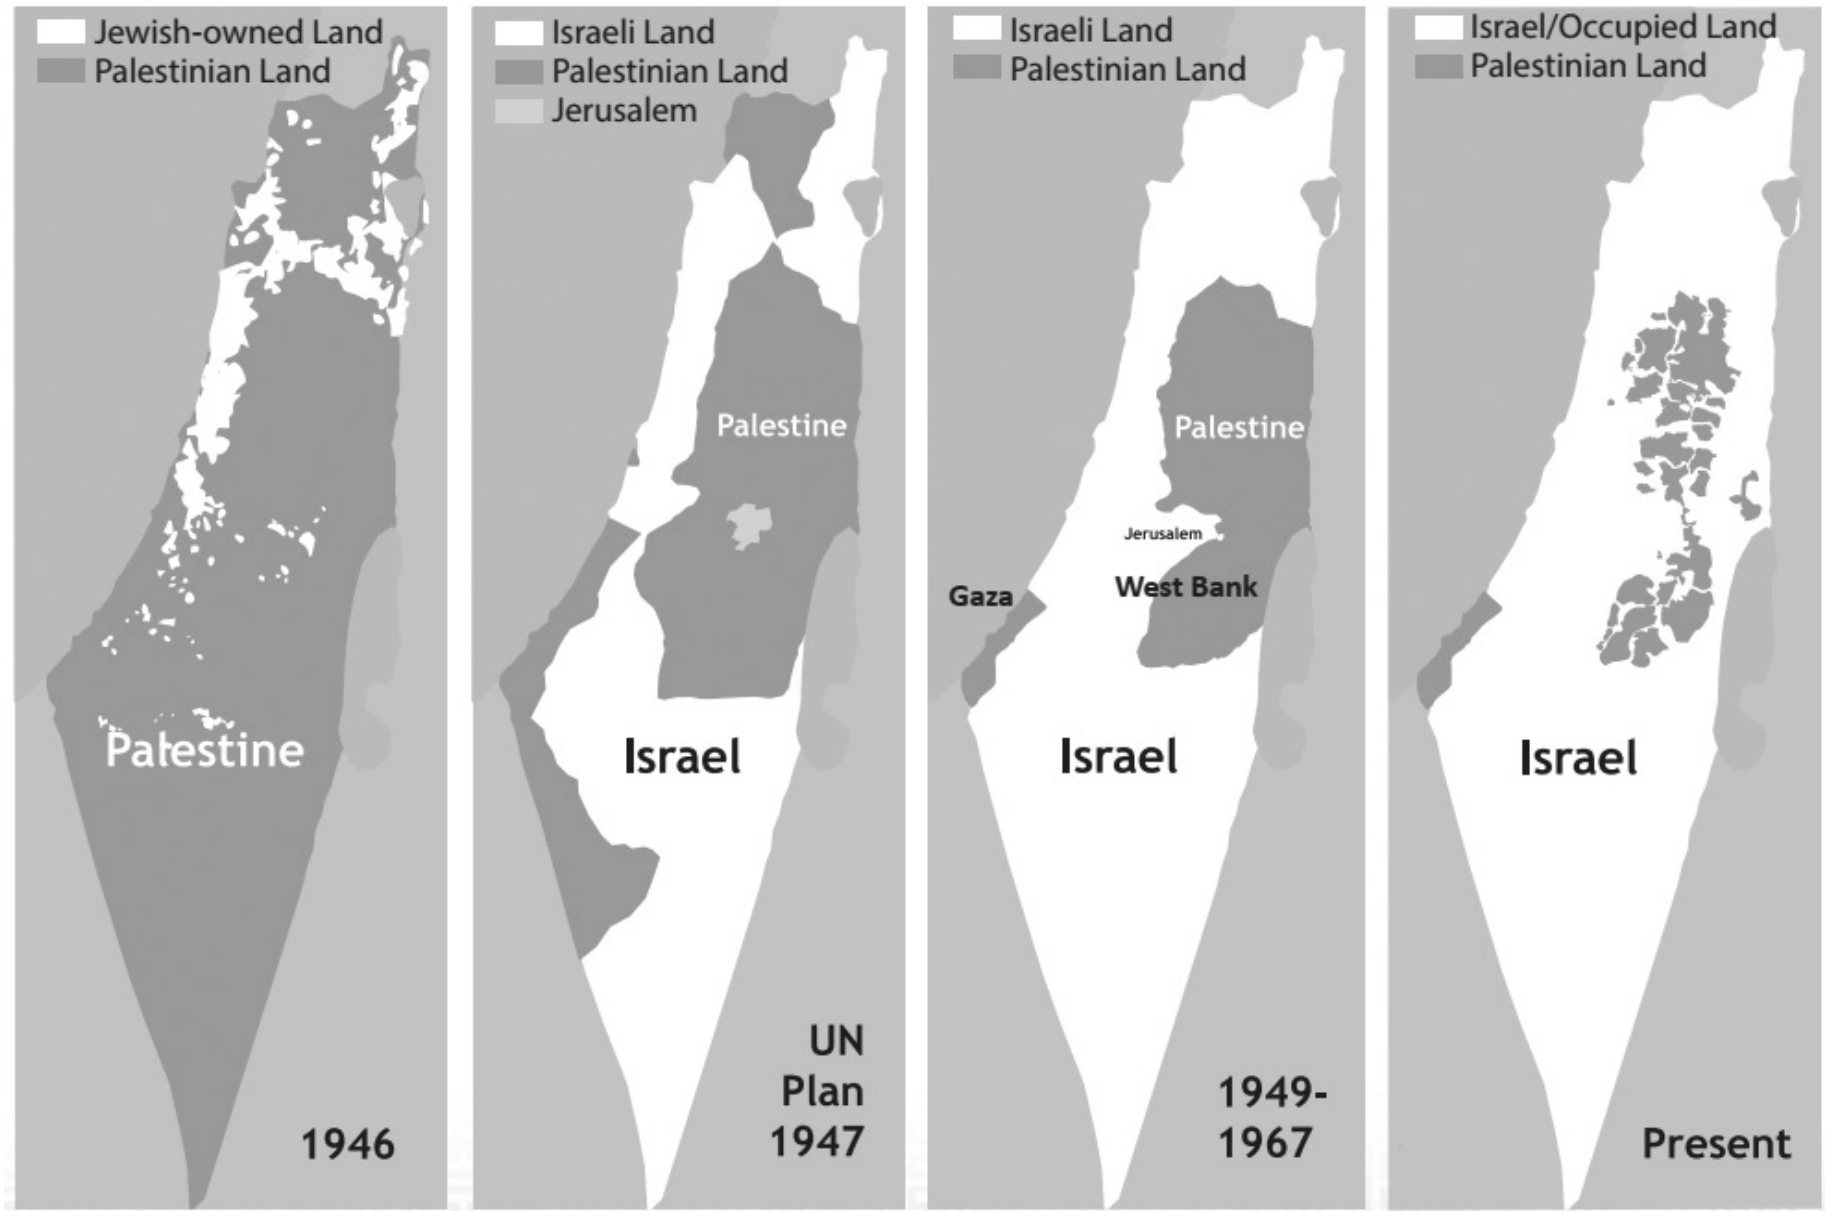 Jewish-owned Land
Palestinian Land
Palestine
1946
Israeli Land
Palestinian Land
Jerusalem
Palestine
Israel
UN
Plan
1947
Israeli Land
Palestinian Land
Palestine
Jerusalem
West Bank
Gaza
Israel
1949-
1967
Israel/Occupied Land
Palestinian Land
Israel
Present